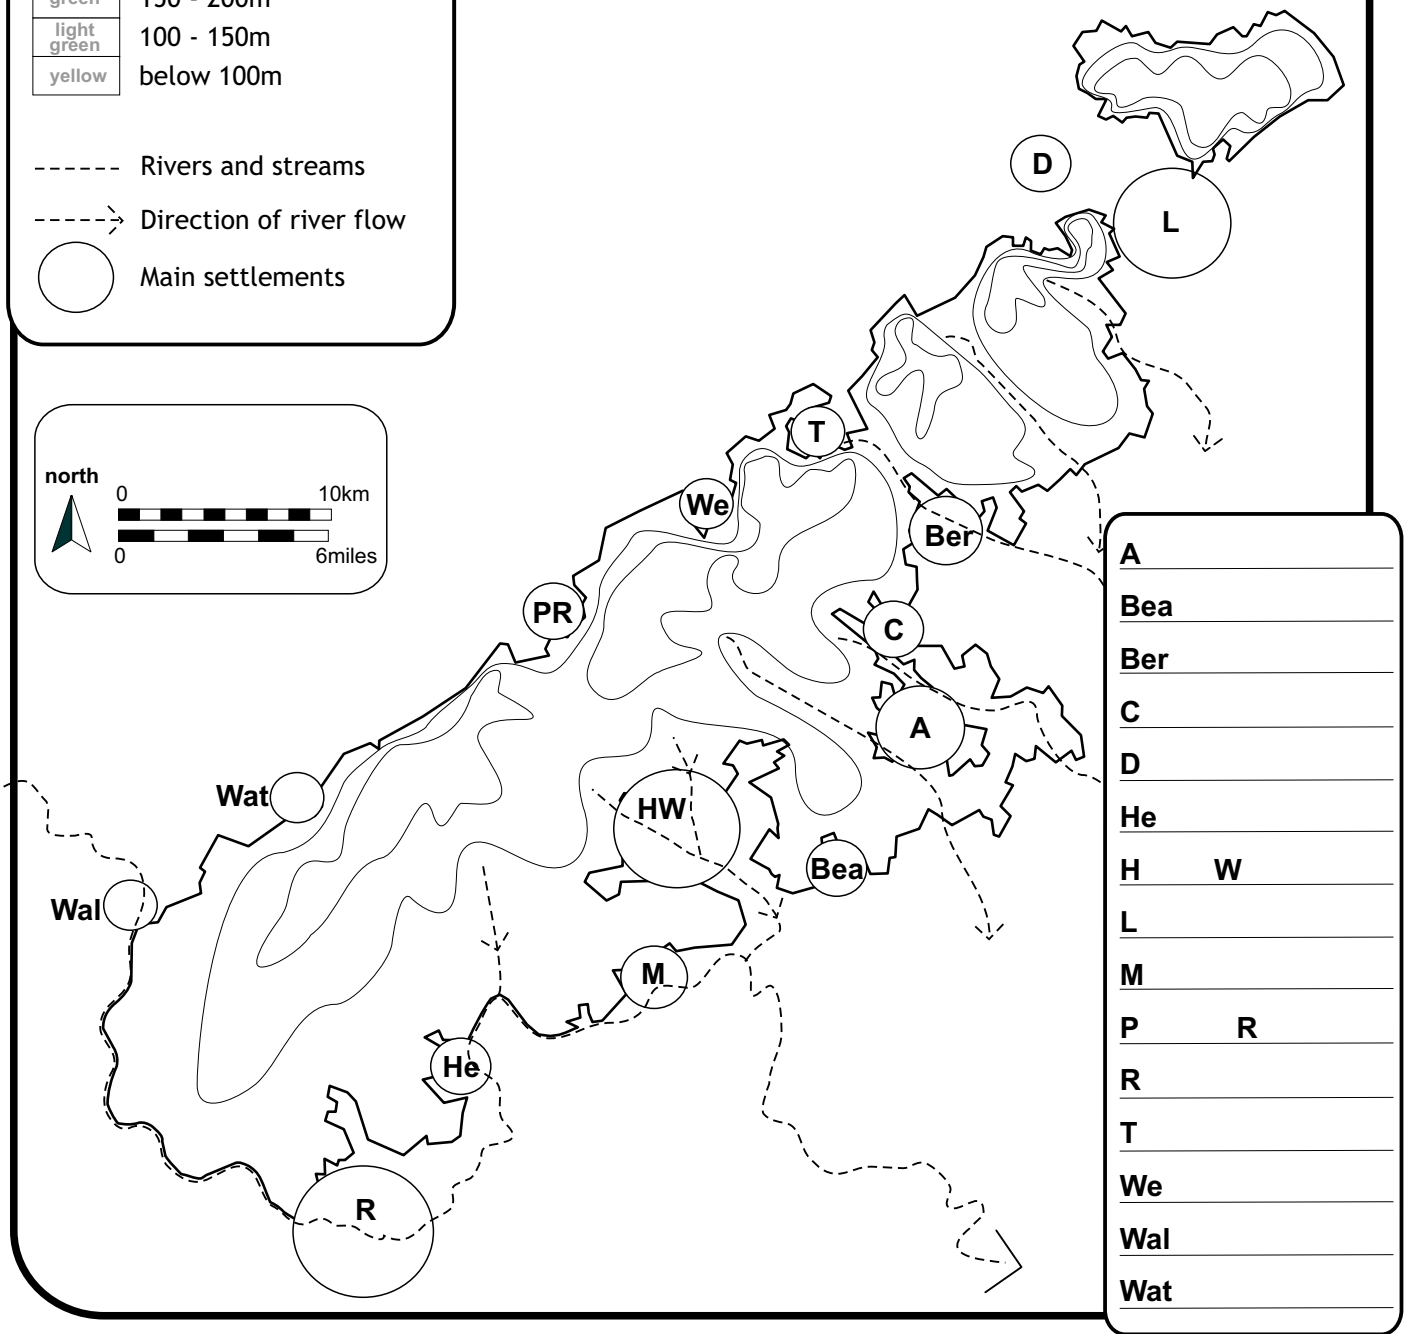 green 150 - 200m
light
green
100 - 150m
yellow below 100m
Rivers and streams
Direction of river flow
Main settlements
north
0 10km
0 6miles
D
L
T
We
Ber
PR
C
A
Wat
HW
Bea
Wal
M
He
R
A
Bea
Ber
C
D
He
H W
L
M
P R
R
T
We
Wal
Wat